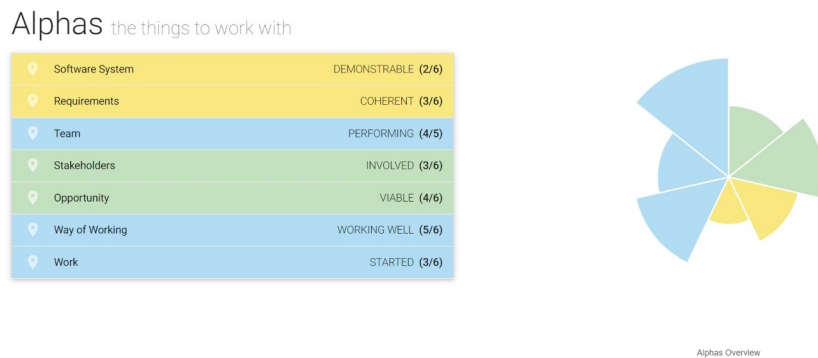 Alphas the things to work with
Software System DEMONSTRABLE (2/6)
Requirements COHERENT (3/6)
Team PERFORMING (4/5)
Stakeholders INVOLVED (3/6)
Opportunity VIABLE (4/6)
Way of Working WORKING WELL (5/6)
Work STARTED (3/6)
Alphas Overview